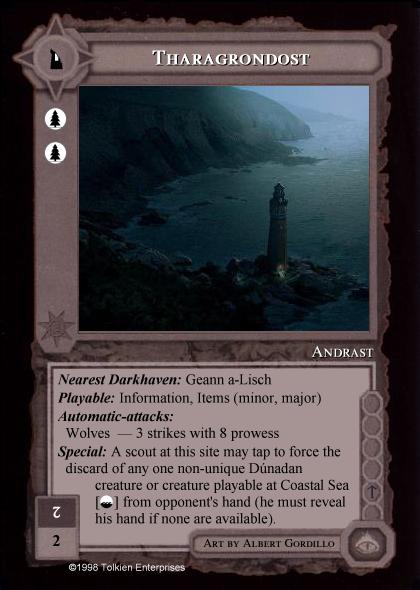 THARAGRONDOST
ANDRAST
Nearest Darkhaven: Geann a-Lisch
Playable: Information, Items (minor, major)
Automatic-attacks:
Wolves — 3 strikes with 8 prowess
Special: A scout at this site may tap to force the
discard of any one non-unique Dúnadan
creature or creature playable at Coastal Sea
[ ] from opponent's hand (he must reveal
his hand if none are available).
2
2
ART BY ALBERT GORDILLO
©1998 Tolkien Enterprises